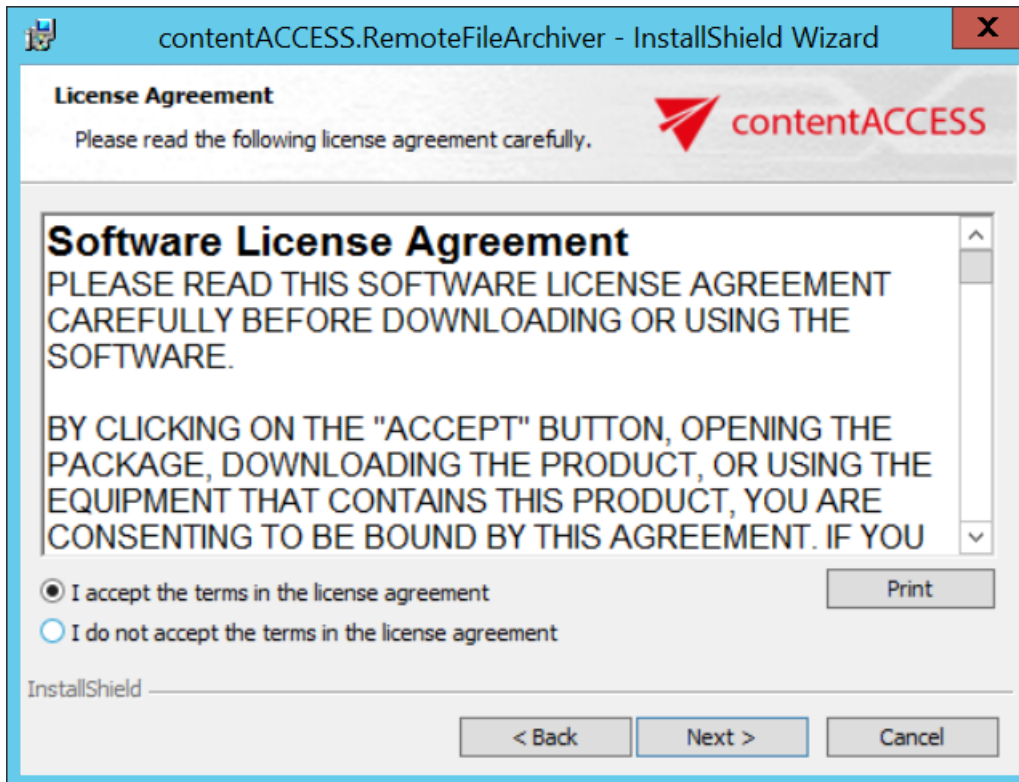 contentACCESS.RemoteFileArchiver - InstallShield Wizard
X
License Agreement
Please read the following license agreement carefully.
contentACCESS
Software License Agreement
PLEASE READ THIS SOFTWARE LICENSE AGREEMENT
CAREFULLY BEFORE DOWNLOADING OR USING THE
SOFTWARE.
BY CLICKING ON THE "ACCEPT" BUTTON, OPENING THE
PACKAGE, DOWNLOADING THE PRODUCT, OR USING THE
EQUIPMENT THAT CONTAINS THIS PRODUCT, YOU ARE
CONSENTING TO BE BOUND BY THIS AGREEMENT. IF YOU
I accept the terms in the license agreement
Print
I do not accept the terms in the license agreement
InstallShield
< Back
Next >
Cancel